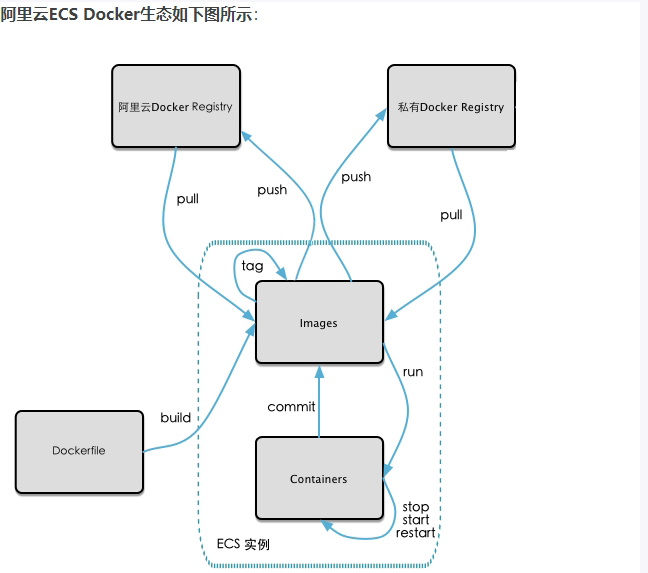 阿里云ECS Docker生态如下图所示：
阿里云Docker Registry
私有Docker Registry
pull
push
push
pull
tag
Images
run
commit
build
Dockerfile
Containers
stop
start
restart
ECS 实例